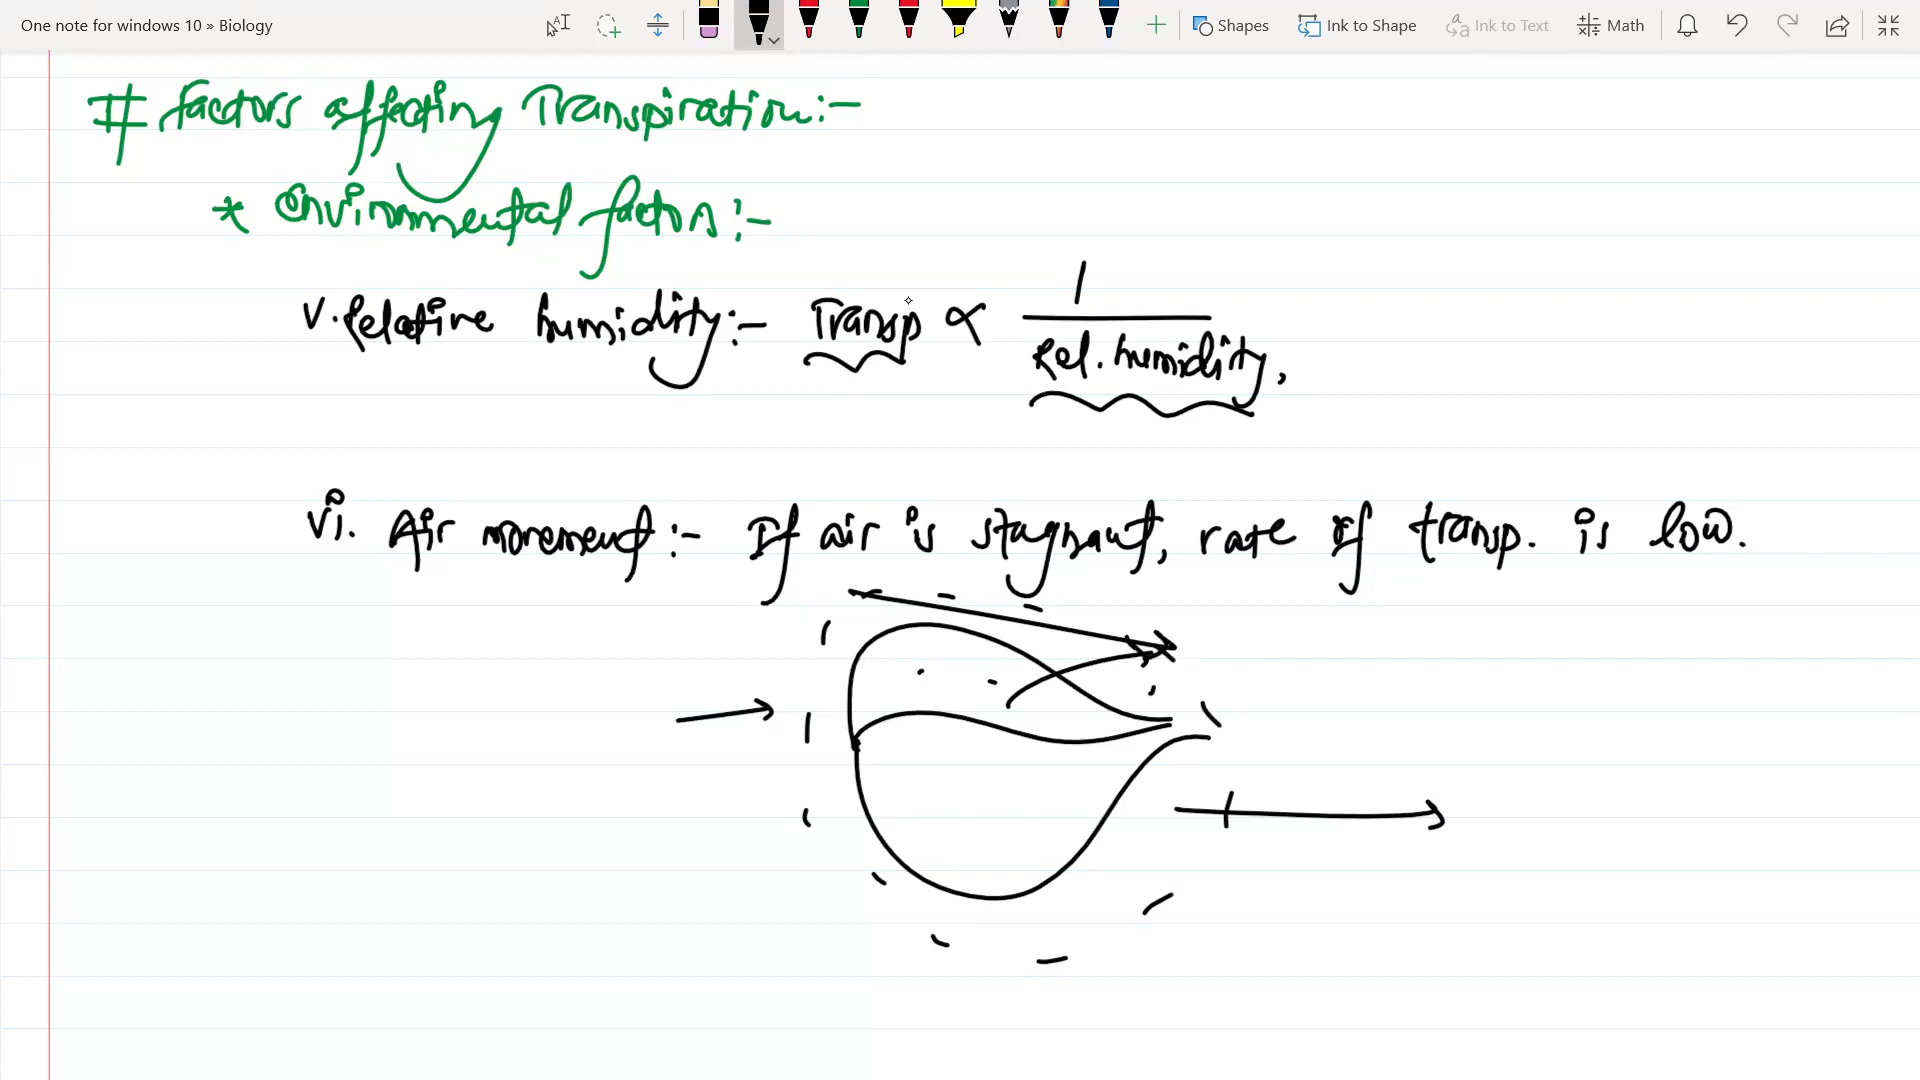 One note for windows 10 » Biology
Shapes Ink to Shape Ink to Text Math
# Factors affecting Transpiration:-
* Environmental factors:-
V. Relative humidity:- Transp ∝ 1 / Rel. humidity,
Vi. Air movement:- If air is stagnant, rate of transp. is low.